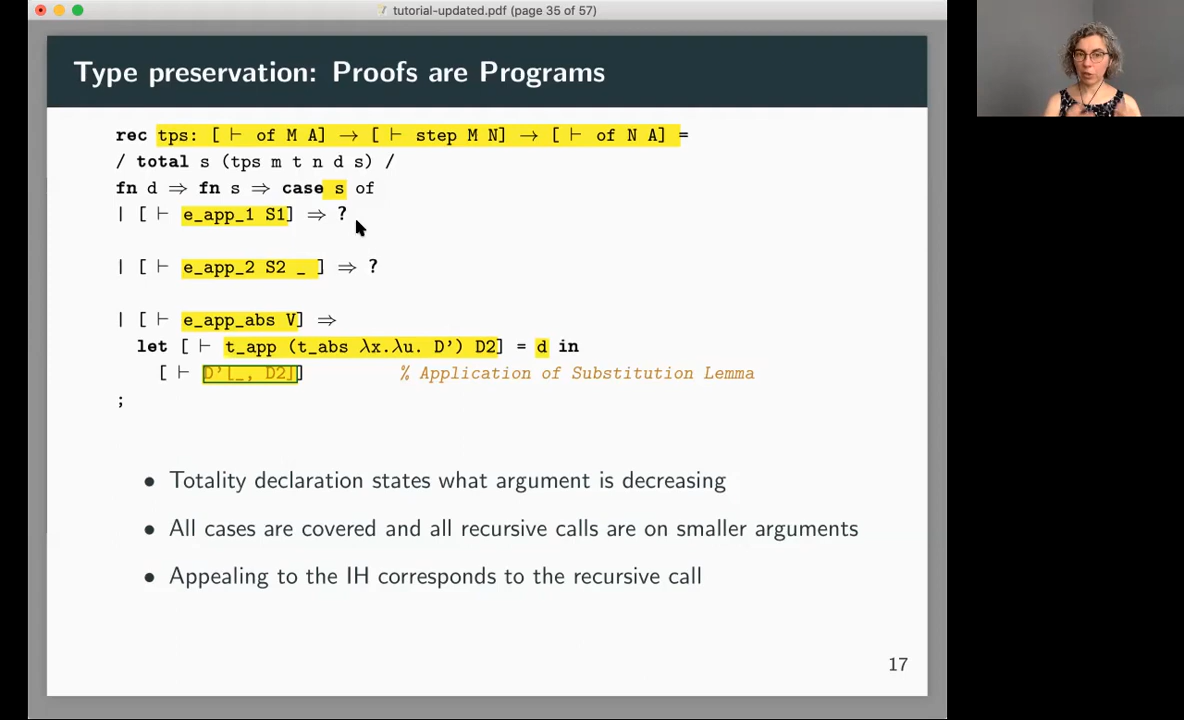 tutorial-updated.pdf (page 35 of 57)
Type preservation: Proofs are Programs
rec tps: [ ⊢ of M A] → [ ⊢ step M N] → [ ⊢ of N A] =
/ total s (tps m t n d s) /
fn d ⇒ fn s ⇒ case s of
| [ ⊢ e_app_1 S1] ⇒ ?
| [ ⊢ e_app_2 S2 _ ] ⇒ ?
| [ ⊢ e_app_abs V] ⇒
let [ ⊢ t_app (t_abs λx.λu. D’) D2] = d in
[ ⊢ D’[_, D2]] % Application of Substitution Lemma
;
• Totality declaration states what argument is decreasing
• All cases are covered and all recursive calls are on smaller arguments
• Appealing to the IH corresponds to the recursive call
17